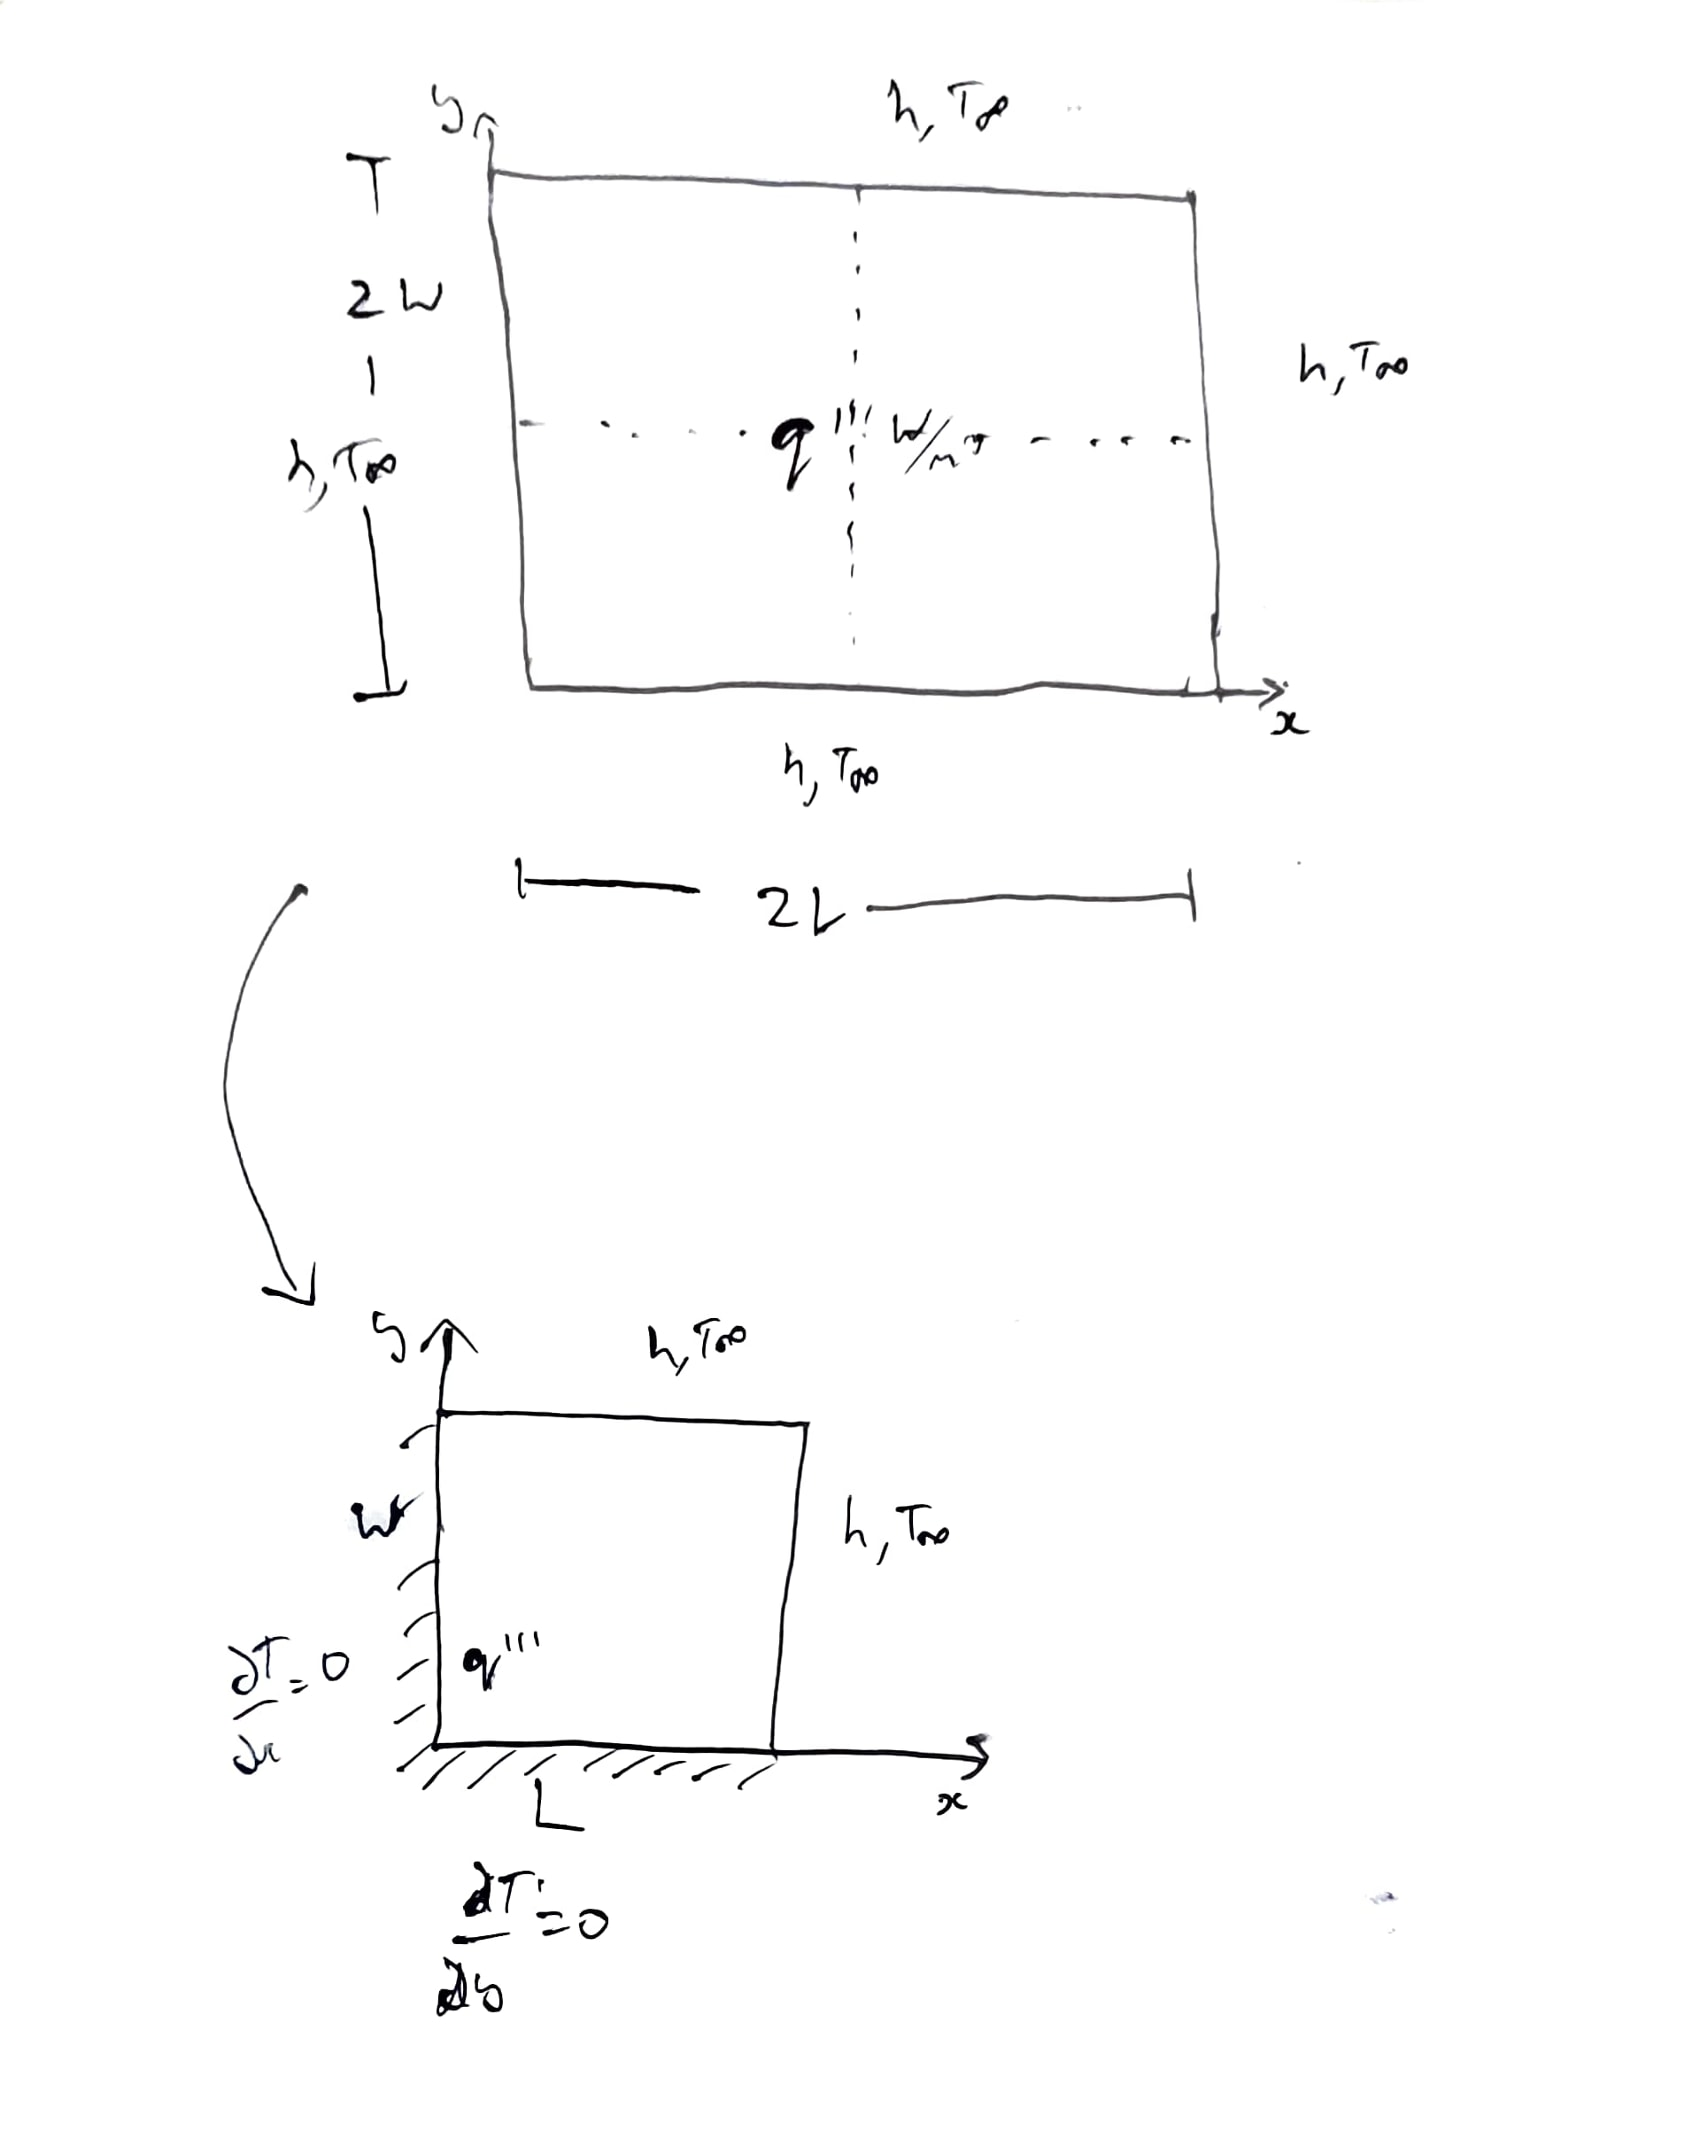 y
h, T∞
2W
h, T∞
h, T∞
q''' W/m³
x
h, T∞
2L
y
h, T∞
W
h, T∞
∂T/∂x = 0
q'''
x
L
∂T/∂y = 0